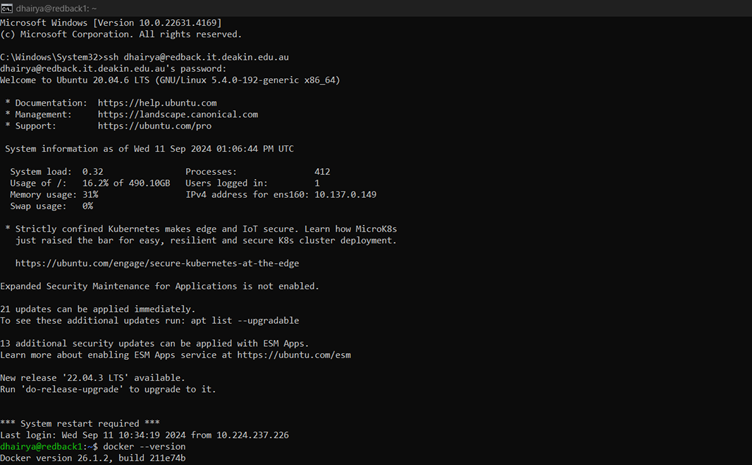 dhairya@redback1: ~
Microsoft Windows [Version 10.0.22631.4169]
(c) Microsoft Corporation. All rights reserved.
C:\Windows\System32>ssh dhairya@redback.it.deakin.edu.au
dhairya@redback.it.deakin.edu.au's password:
Welcome to Ubuntu 20.04.6 LTS (GNU/Linux 5.4.0-192-generic x86_64)
* Documentation:  https://help.ubuntu.com
* Management:     https://landscape.canonical.com
* Support:        https://ubuntu.com/pro
System information as of Wed 11 Sep 2024 01:06:44 PM UTC
System load:  0.32               Processes:               412
Usage of /:   16.2% of 490.10GB  Users logged in:         1
Memory usage: 31%                IPv4 address for ens160: 10.137.0.149
Swap usage:   0%
* Strictly confined Kubernetes makes edge and IoT secure. Learn how MicroK8s
just raised the bar for easy, resilient and secure K8s cluster deployment.
https://ubuntu.com/engage/secure-kubernetes-at-the-edge
Expanded Security Maintenance for Applications is not enabled.
21 updates can be applied immediately.
To see these additional updates run: apt list --upgradable
13 additional security updates can be applied with ESM Apps.
Learn more about enabling ESM Apps service at https://ubuntu.com/esm
New release '22.04.3 LTS' available.
Run 'do-release-upgrade' to upgrade to it.
*** System restart required ***
Last login: Wed Sep 11 10:34:19 2024 from 10.224.237.226
dhairya@redback1:~$ docker --version
Docker version 26.1.2, build 211e74b